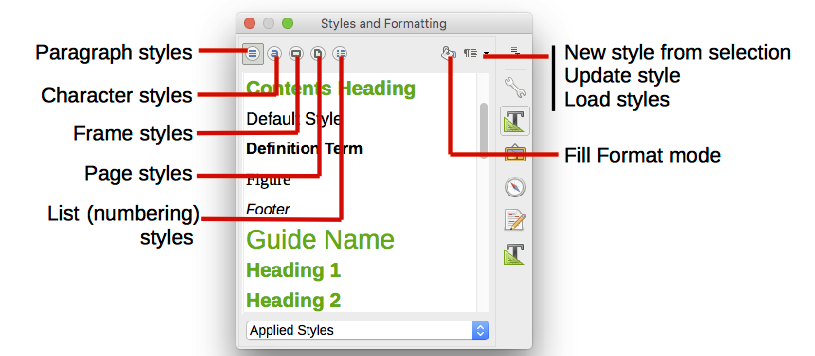 Styles and Formatting
Paragraph styles
Character styles
Frame styles
Page styles
List (numbering)
styles
New style from selection
Update style
Load styles
Fill Format mode
Contents Heading
Default Style
Definition Term
Figure
Footer
Guide Name
Heading 1
Heading 2
Applied Styles